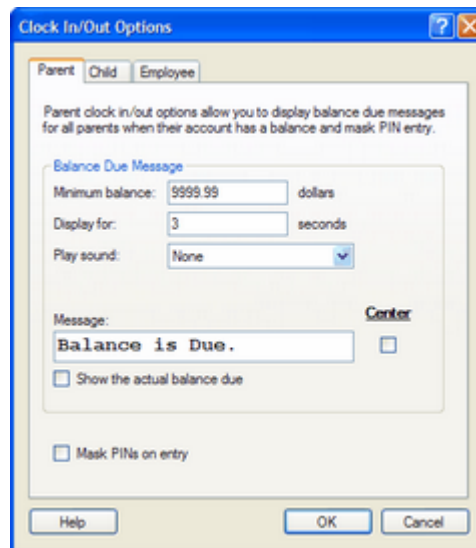 Clock In/Out Options
Parent Child Employee
Parent clock in/out options allow you to display balance due messages
for all parents when their account has a balance and mask PIN entry.
Balance Due Message
Minimum balance: 9999.99 dollars
Display for: 3 seconds
Play sound: None
Message: Center
Balance is Due.
Show the actual balance due
Mask PINs on entry
Help OK Cancel